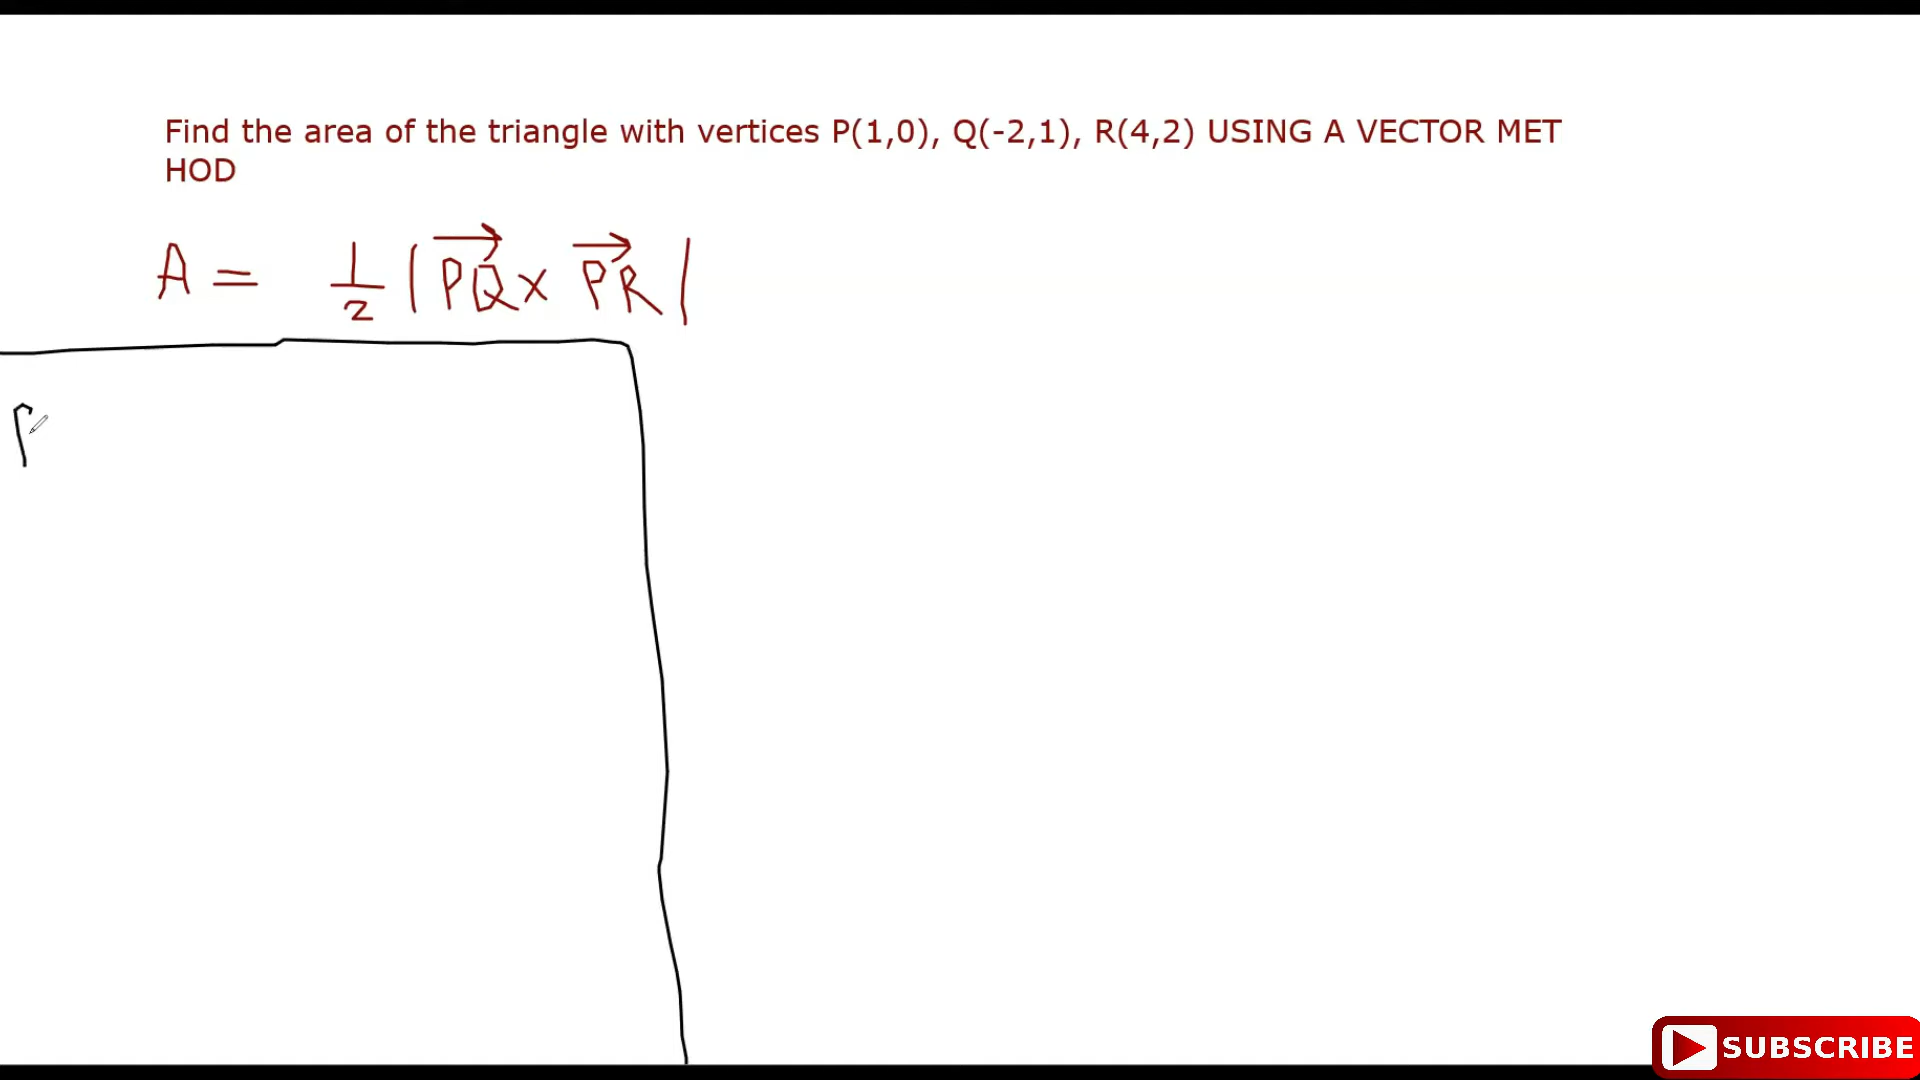 Find the area of the triangle with vertices P(1,0), Q(-2,1), R(4,2) USING A VECTOR MET
HOD
A = 1/2 | PQ→ x PR→ |
P
SUBSCRIBE